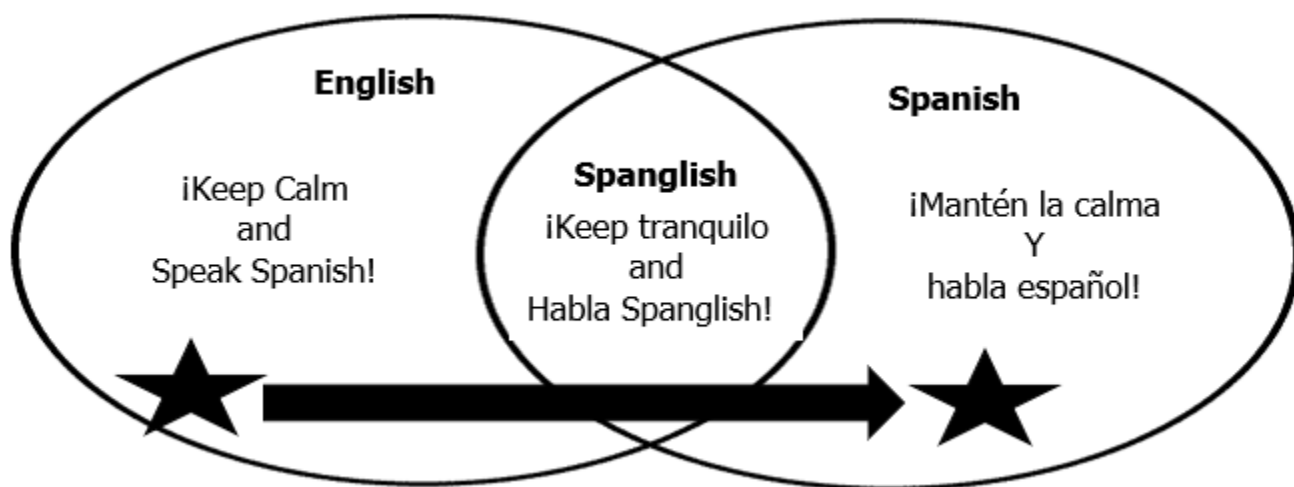 English
¡Keep Calm
and
Speak Spanish!
Spanglish
¡Keep tranquilo
and
Habla Spanglish!
Spanish
¡Mantén la calma
Y
habla español!